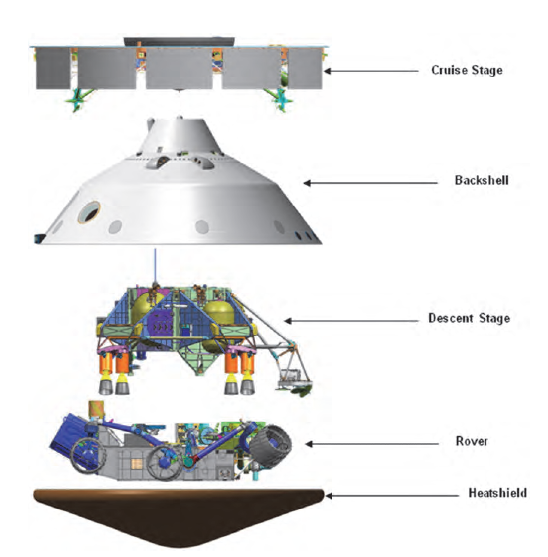 Cruise Stage
Backshell
Descent Stage
Rover
Heatshield